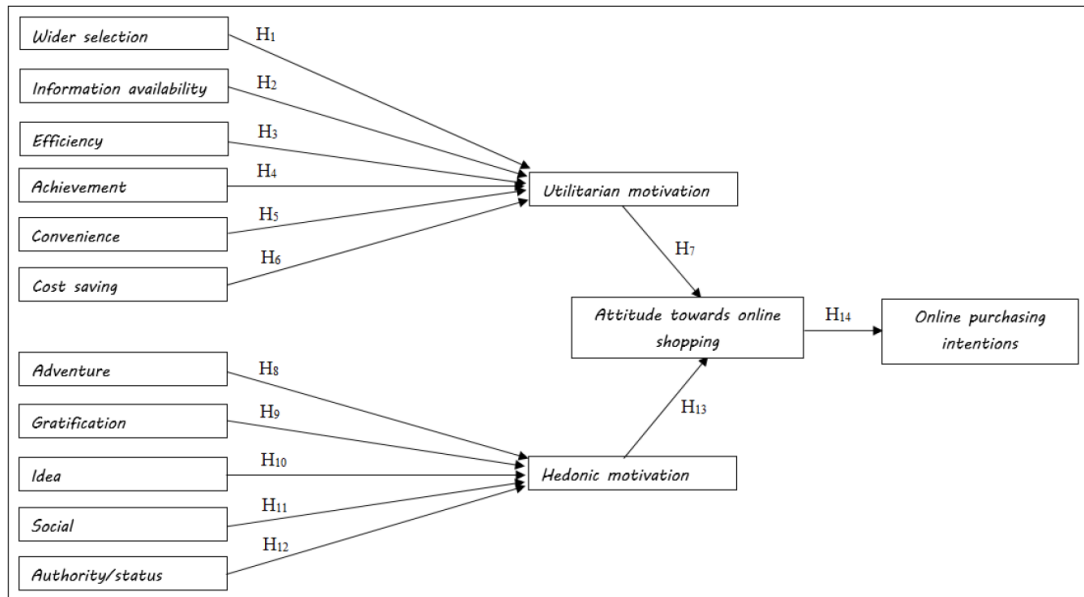 Wider selection
H1
Information availability
H2
Efficiency
H3
Achievement
H4
Convenience
H5
Cost saving
H6
Utilitarian motivation
H7
Attitude towards online
shopping
H14
Online purchasing
intentions
Adventure
H8
Gratification
H9
Idea
H10
Social
H11
Authority/status
H12
Hedonic motivation
H13